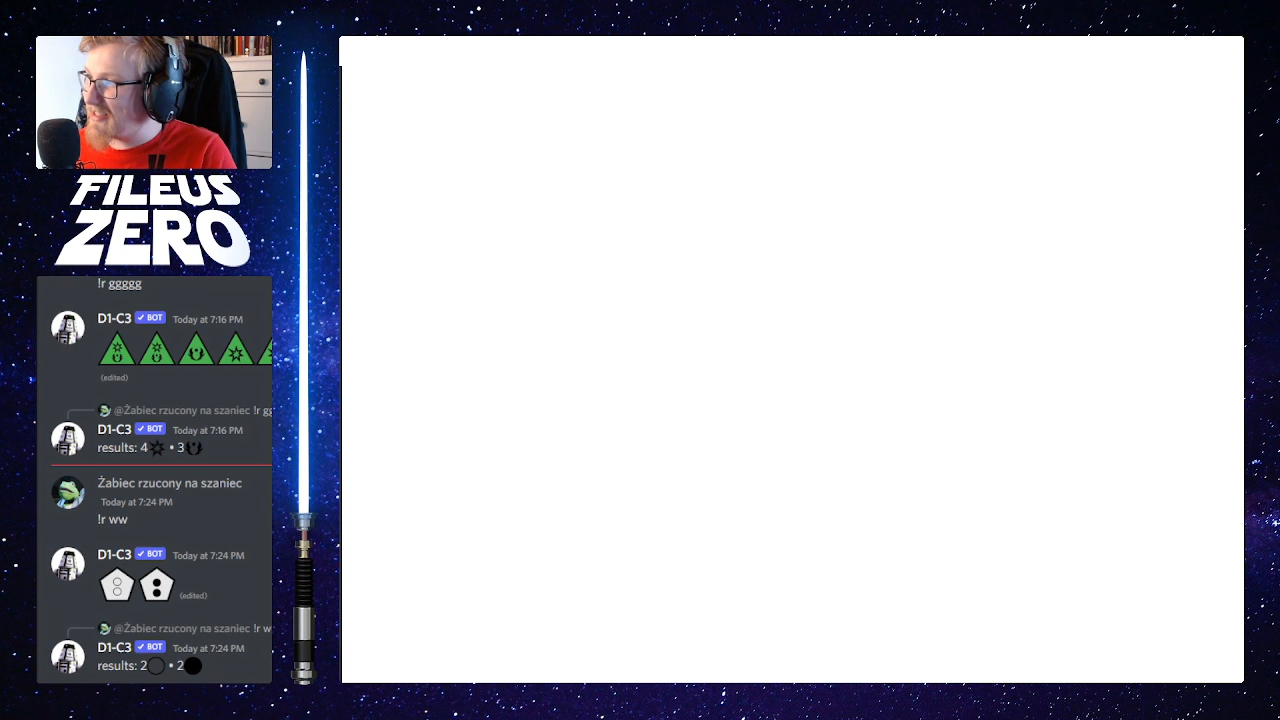 FILEUS
ZERO
!r ggggg
D1-C3 ✓ BOT Today at 7:16 PM
(edited)
@Żabiec rzucony na szaniec !r gg
D1-C3 ✓ BOT Today at 7:16 PM
results: 4 • 3
Żabiec rzucony na szaniec
Today at 7:24 PM
!r ww
D1-C3 ✓ BOT Today at 7:24 PM
(edited)
@Żabiec rzucony na szaniec !r w
D1-C3 ✓ BOT Today at 7:24 PM
results: 2 • 2